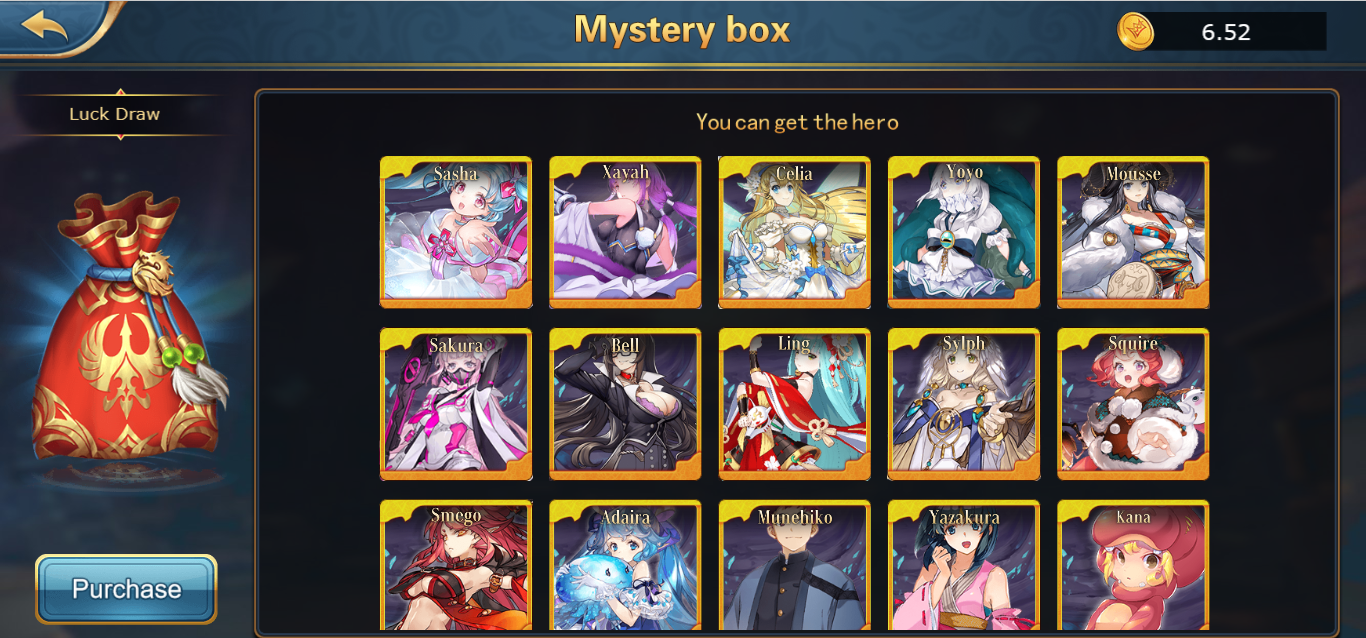 Mystery box
6.52
Luck Draw
You can get the hero
Sasha
Xayah
Celia
Yoyo
Mousse
Sakura
Bell
Ling
Sylph
Squire
Smego
Adaira
Munehiko
Yazakura
Kana
Purchase